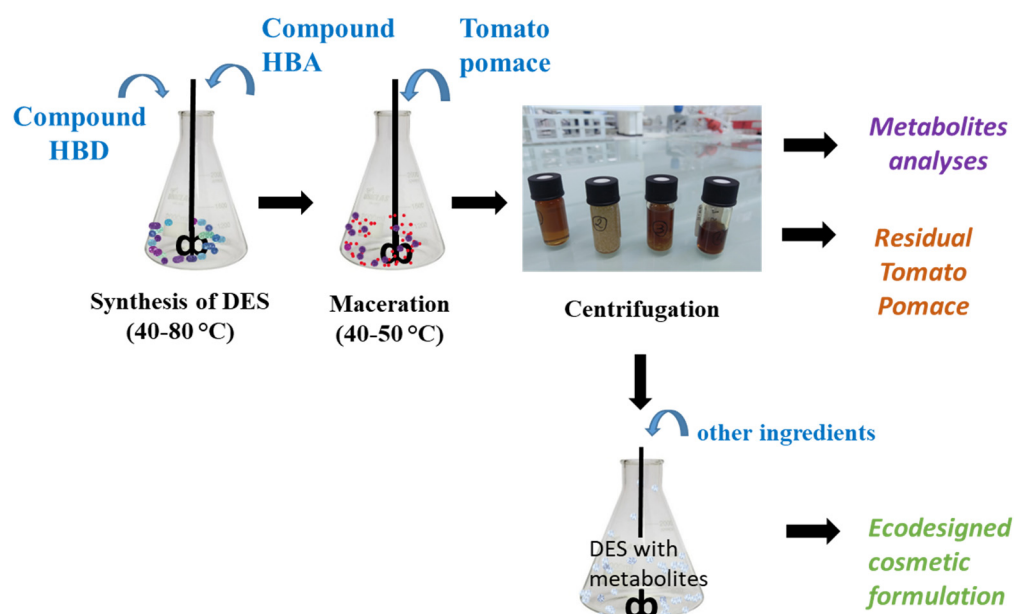 Compound
HBA
Tomato
pomace
Compound
HBD
Metabolites
analyses
Residual
Tomato
Pomace
Synthesis of DES
(40-80 °C)
Maceration
(40-50 °C)
Centrifugation
other ingredients
DES with
metabolites
Ecodesigned
cosmetic
formulation